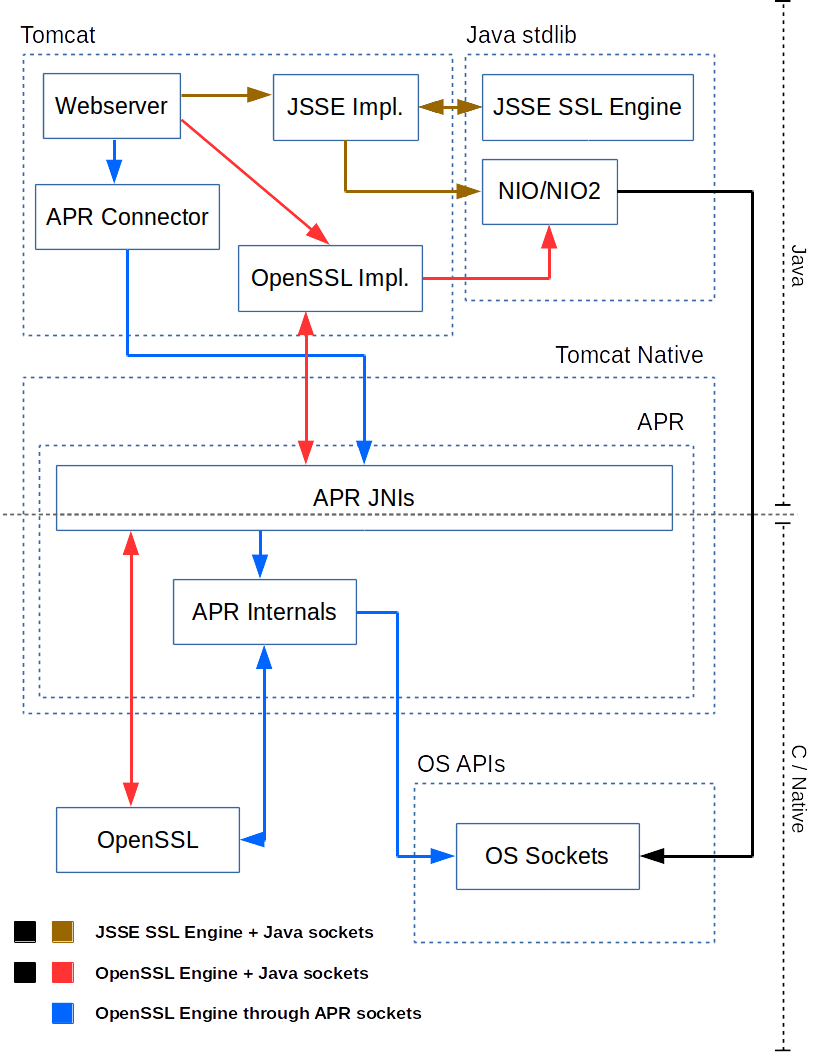 Tomcat
Java stdlib
Webserver
JSSE Impl.
JSSE SSL Engine
NIO/NIO2
APR Connector
OpenSSL Impl.
Java
Tomcat Native
APR
APR JNIs
APR Internals
OS APIs
C / Native
OpenSSL
OS Sockets
JSSE SSL Engine + Java sockets
OpenSSL Engine + Java sockets
OpenSSL Engine through APR sockets